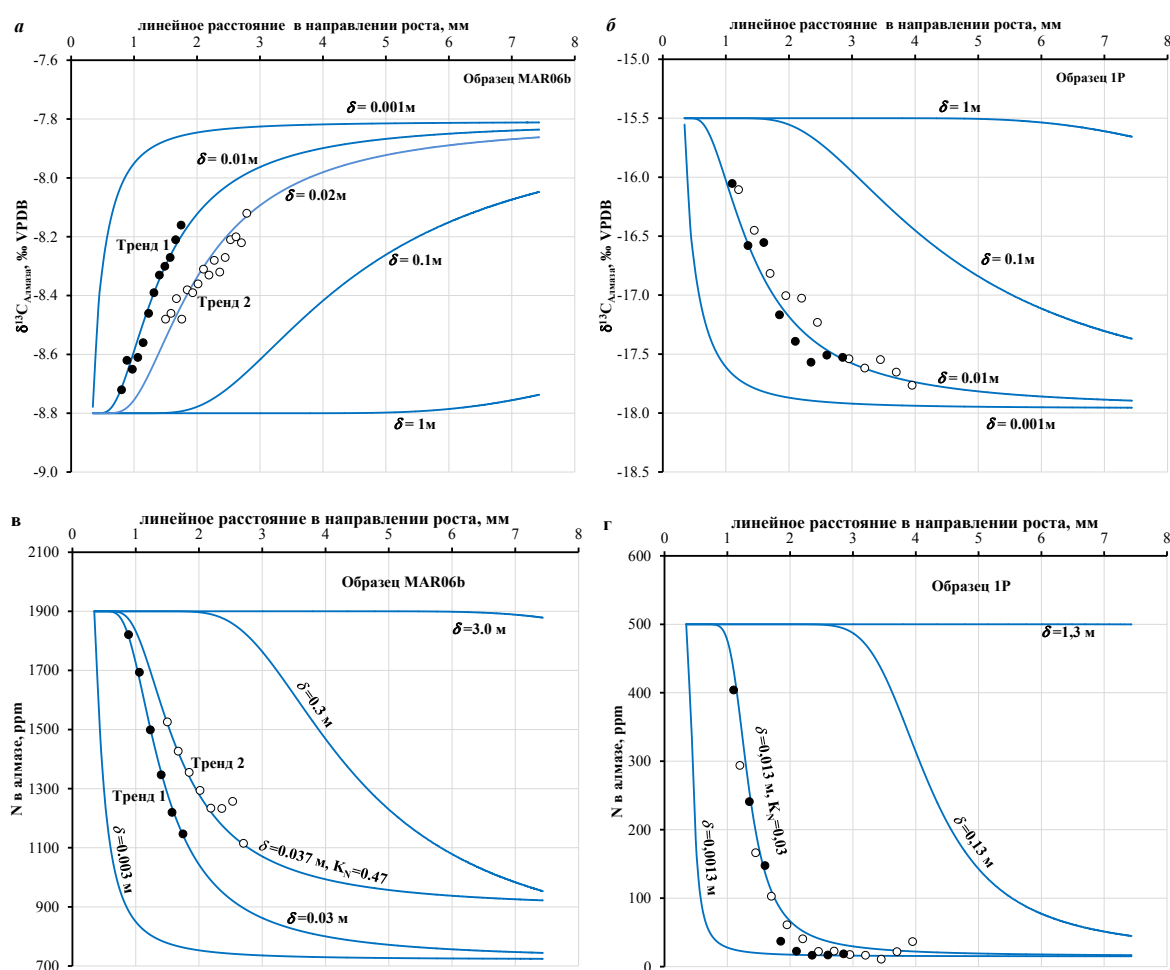 а
линейное расстояние в направлении роста, мм
0 1 2 3 4 5 6 7 8
-7.6
-7.8
-8.0
-8.2
-8.4
-8.6
-8.8
-9.0
δ¹³CАлмаза, ‰ VPDB
Образец MAR06b
δ= 0.001м
δ= 0.01м
δ= 0.02м
Тренд 1
δ= 0.1м
Тренд 2
δ= 1м
б
линейное расстояние в направлении роста, мм
0 1 2 3 4 5 6 7 8
-15.0
-15.5
-16.0
-16.5
-17.0
-17.5
-18.0
-18.5
δ¹³CАлмаза, ‰ VPDB
Образец 1Р
δ= 1м
δ= 0.1м
δ= 0.01м
δ= 0.001м
в
линейное расстояние в направлении роста, мм
0 1 2 3 4 5 6 7 8
2100
1900
1700
1500
1300
1100
900
700
N в алмазе, ppm
Образец MAR06b
δ=3.0 м
δ=0.3 м
Тренд 2
Тренд 1
δ=0.037 м, KN=0.47
δ=0.003 м
δ=0.03 м
г
линейное расстояние в направлении роста, мм
0 1 2 3 4 5 6 7 8
600
500
400
300
200
100
0
N в алмазе, ppm
Образец 1Р
δ=1,3 м
δ=0,013 м, KN=0,03
δ=0,13 м
δ=0,0013 м